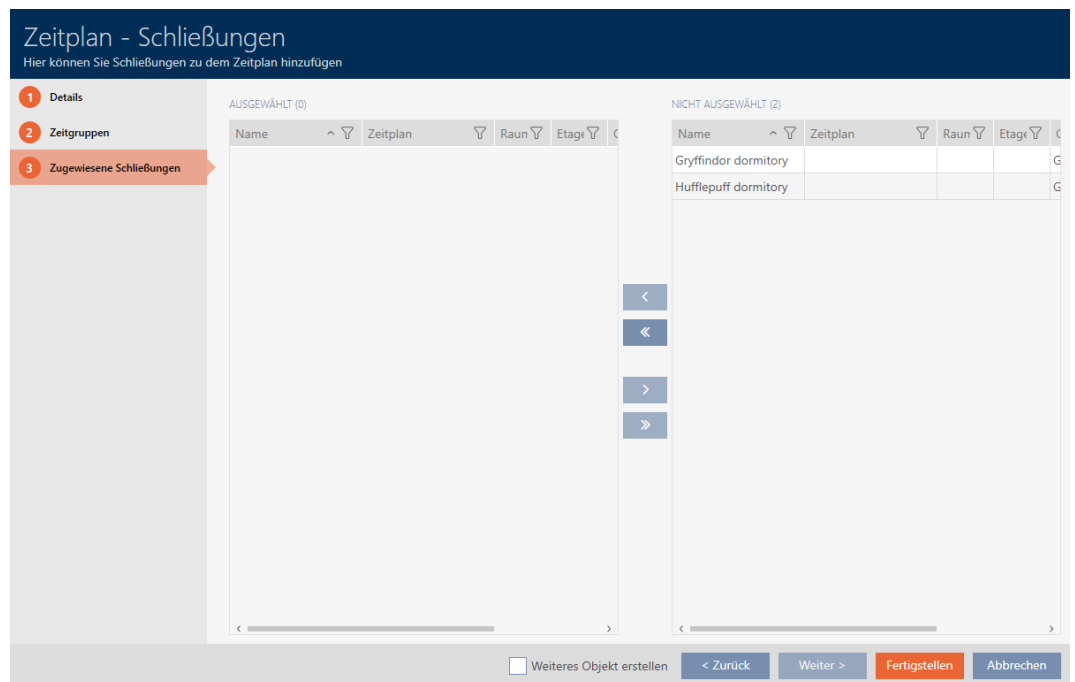 Zeitplan - Schließungen
Hier können Sie Schließungen zu dem Zeitplan hinzufügen
1 Details
2 Zeitgruppen
3 Zugewiesene Schließungen
AUSGEWÄHLT (0)
Name Zeitplan Raum Etage
NICHT AUSGEWÄHLT (2)
Name Zeitplan Raum Etage
Gryffindor dormitory G
Hufflepuff dormitory G
Weiteres Objekt erstellen
< Zurück
Weiter >
Fertigstellen
Abbrechen